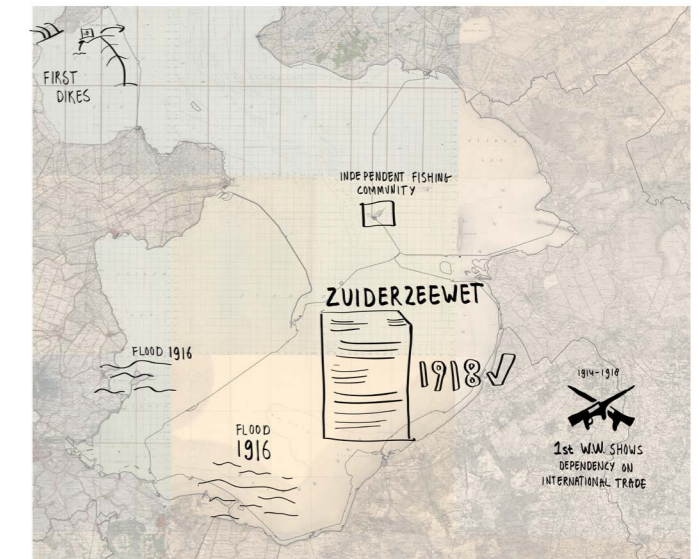 FIRST
DIKES
INDEPENDENT FISHING
COMMUNITY
ZUIDERZEEWET
1918
FLOOD 1916
FLOOD
1916
1914-1918
1st W.W. SHOWS
DEPENDENCY ON
INTERNATIONAL TRADE